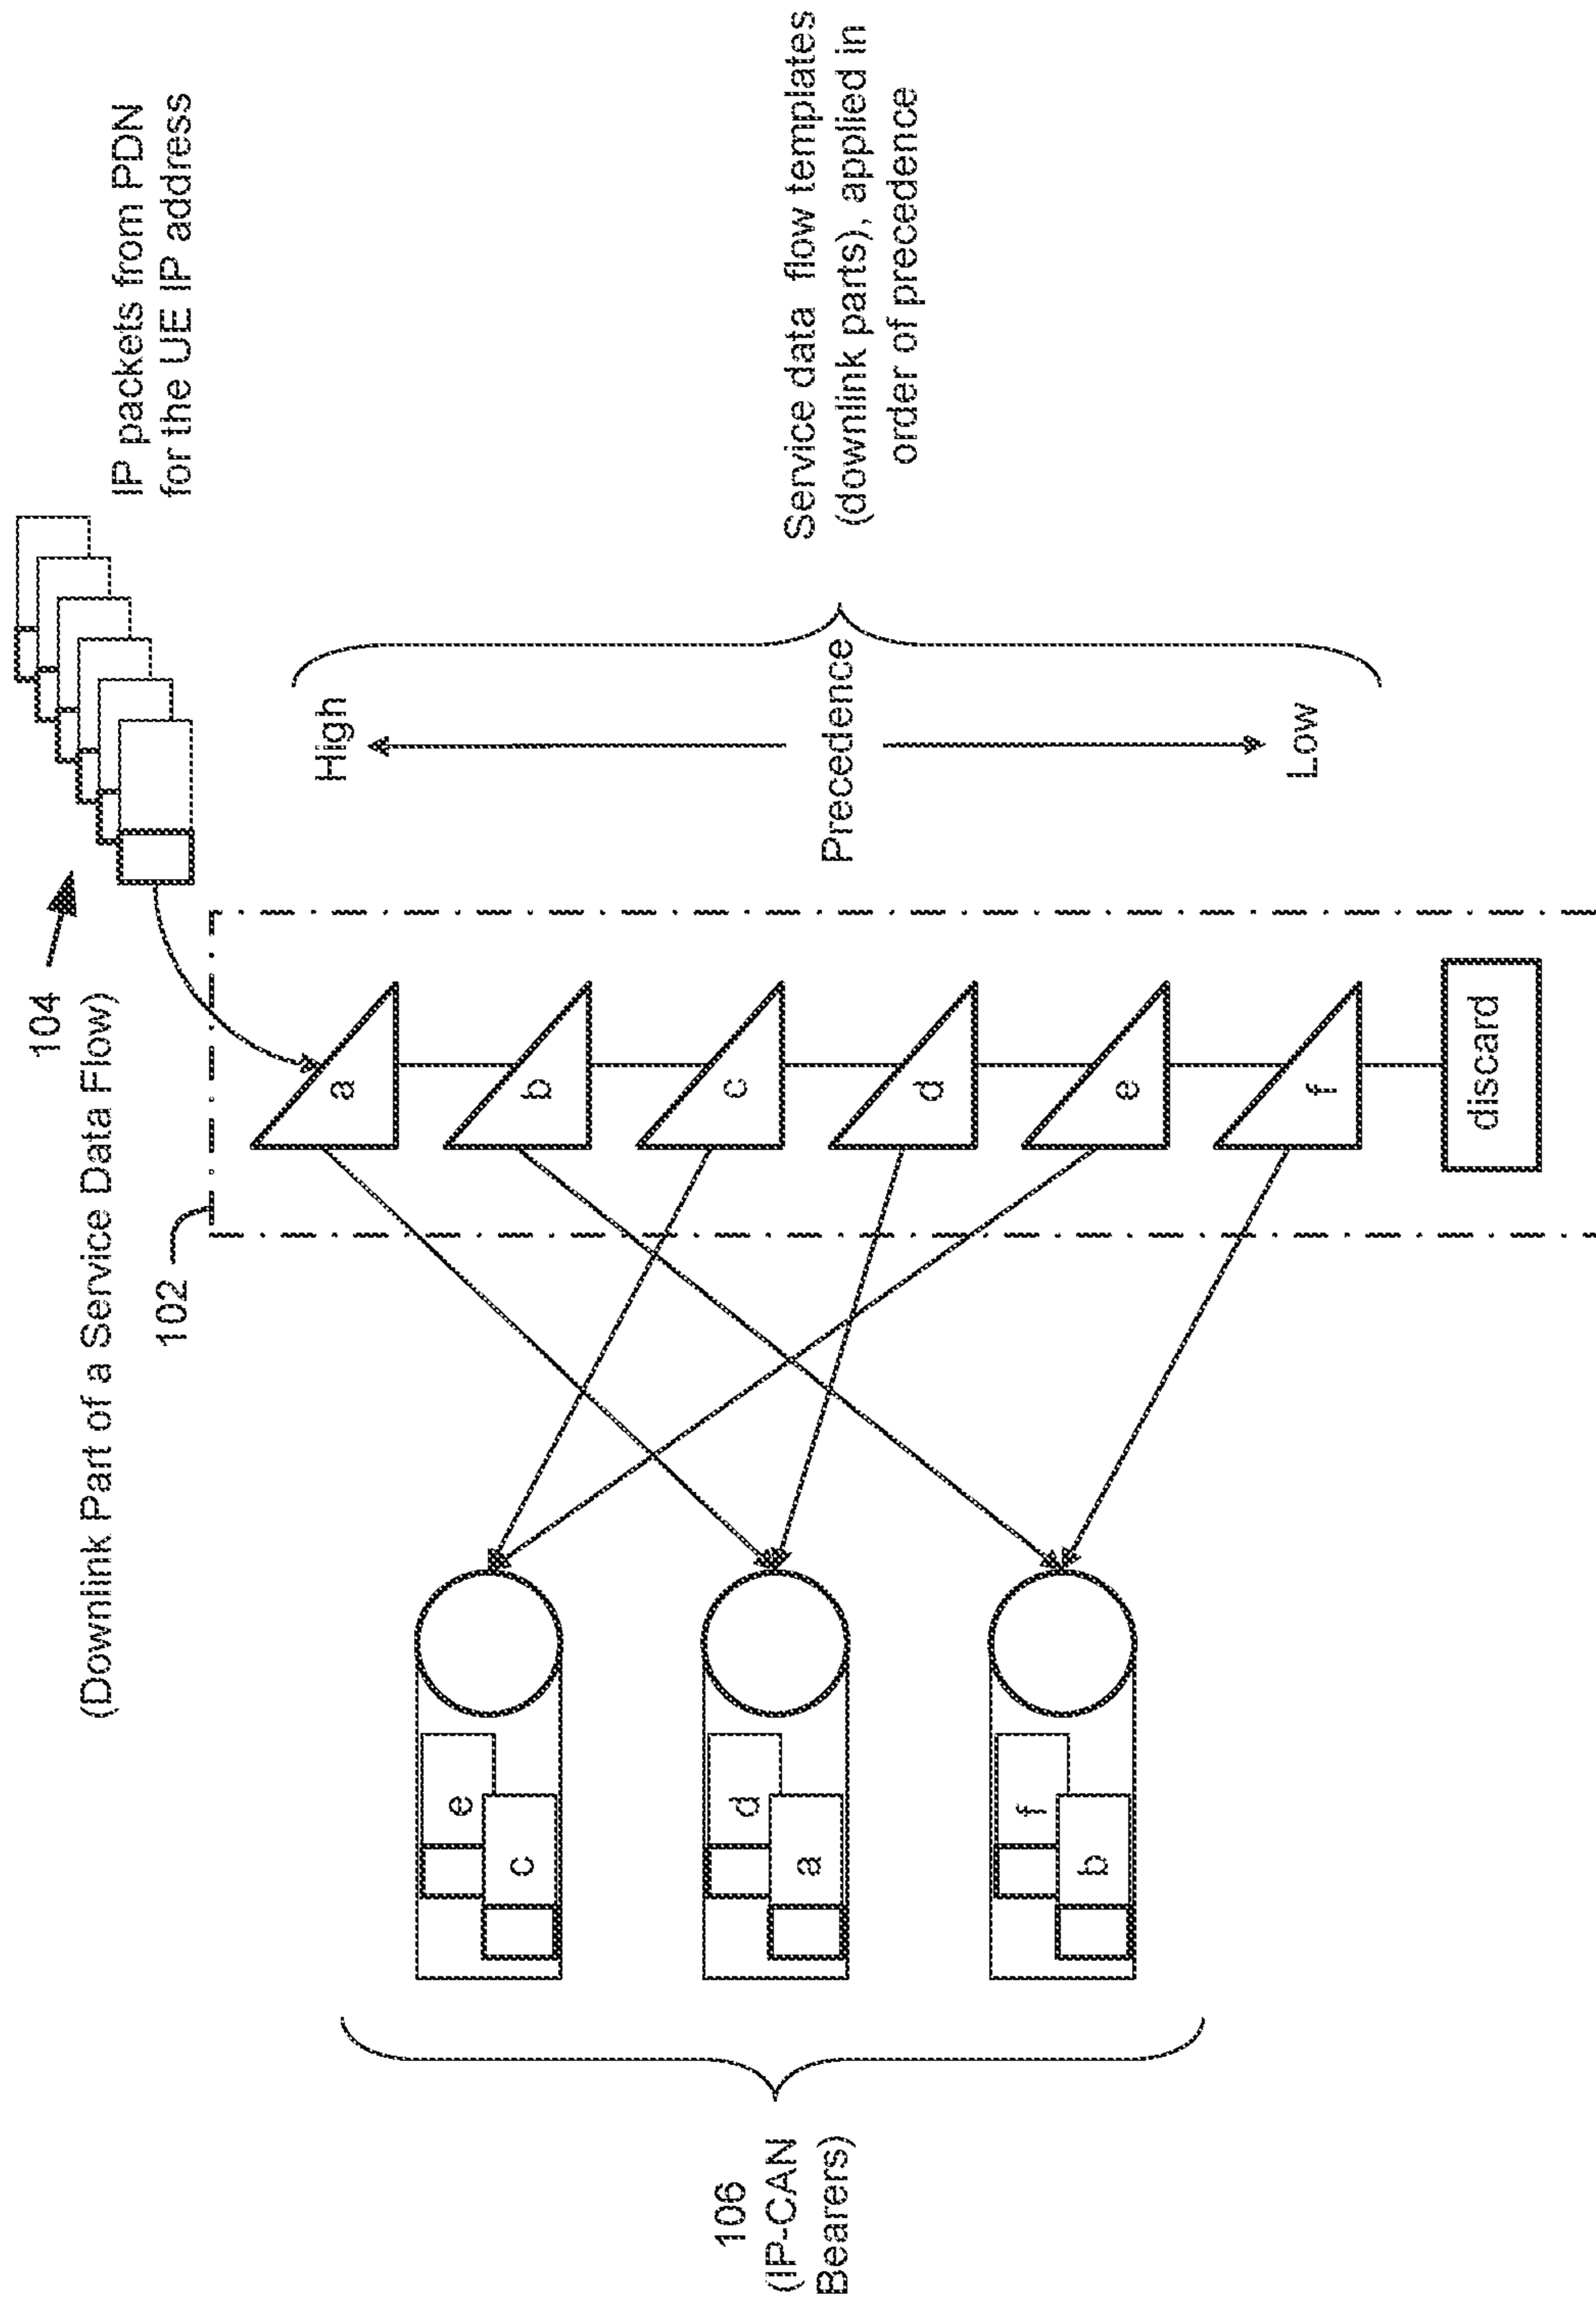 104
(Downlink Part of a Service Data Flow)
IP packets from PDN
for the UE IP address
102
a
b
c
d
e
f
discard
High
Precedence
Low
Service data flow templates
(downlink parts), applied in
order of precedence
e
c
d
a
f
b
106
(IP-CAN
Bearers)